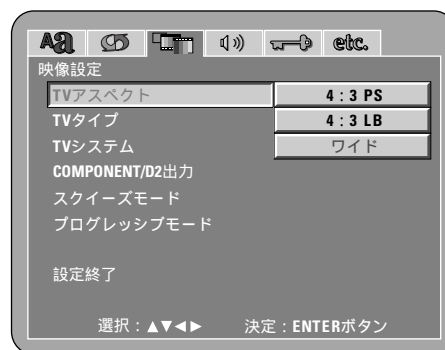 Aあ etc.
映像設定
TVアスペクト 4 : 3 PS
TVタイプ 4 : 3 LB
TVシステム ワイド
COMPONENT/D2出力
スクイーズモード
プログレッシブモード
設定終了
選択：▲▼◀▶ 決定：ENTERボタン